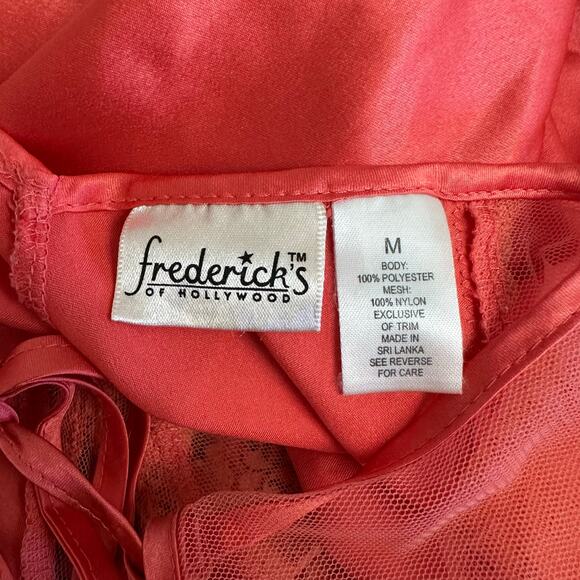 frederick's™
OF HOLLYWOOD
M
BODY:
100% POLYESTER
MESH:
100% NYLON
EXCLUSIVE
OF TRIM
MADE IN
SRI LANKA
SEE REVERSE
FOR CARE